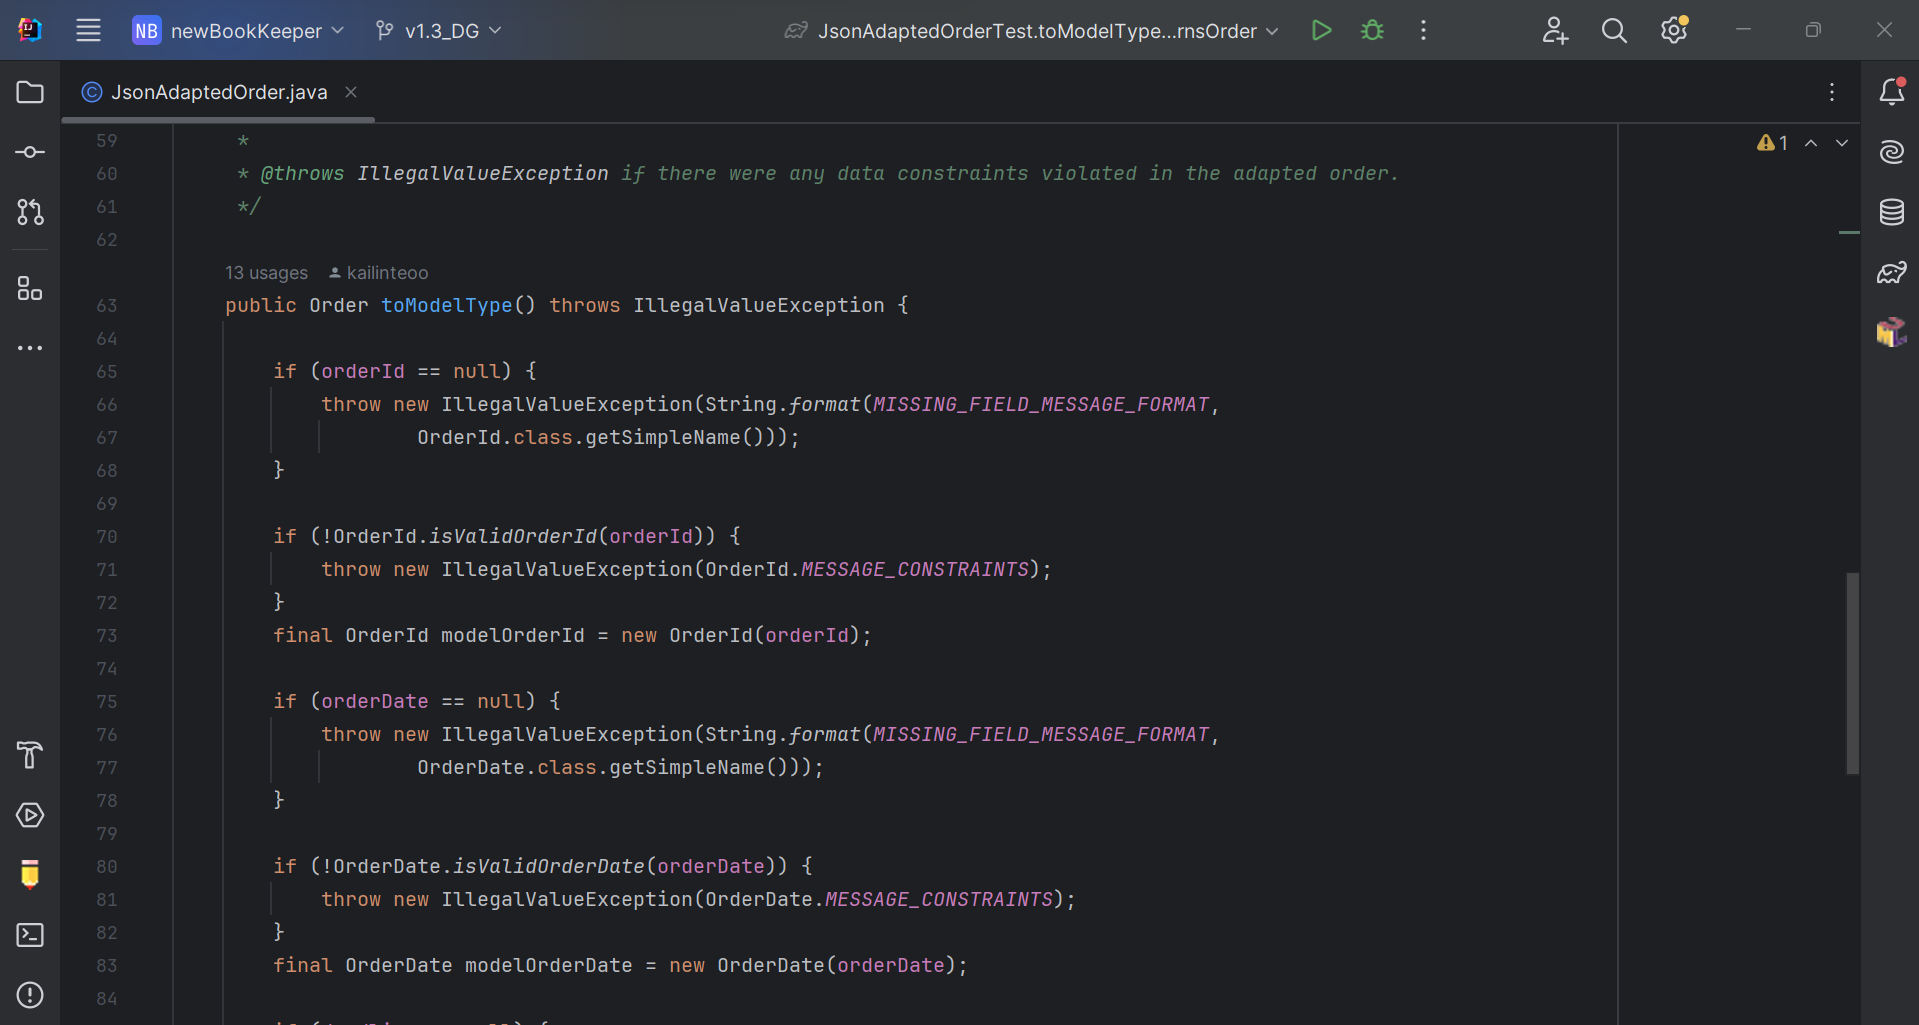 NB newBookKeeper v1.3_DG JsonAdaptedOrderTest.toModelType...rnsOrder
JsonAdaptedOrder.java
59 *
60 * @throws IllegalValueException if there were any data constraints violated in the adapted order.
61 */
62
13 usages kailinteoo
63 public Order toModelType() throws IllegalValueException {
64
65 if (orderId == null) {
66 throw new IllegalValueException(String.format(MISSING_FIELD_MESSAGE_FORMAT,
67 OrderId.class.getSimpleName()));
68 }
69
70 if (!OrderId.isValidOrderId(orderId)) {
71 throw new IllegalValueException(OrderId.MESSAGE_CONSTRAINTS);
72 }
73 final OrderId modelOrderId = new OrderId(orderId);
74
75 if (orderDate == null) {
76 throw new IllegalValueException(String.format(MISSING_FIELD_MESSAGE_FORMAT,
77 OrderDate.class.getSimpleName()));
78 }
79
80 if (!OrderDate.isValidOrderDate(orderDate)) {
81 throw new IllegalValueException(OrderDate.MESSAGE_CONSTRAINTS);
82 }
83 final OrderDate modelOrderDate = new OrderDate(orderDate);
84
1